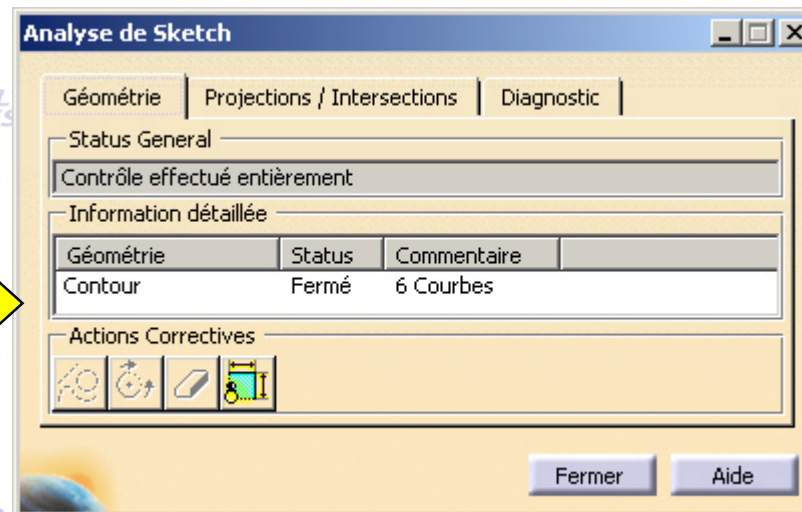 Analyse de Sketch
Géométrie Projections / Intersections Diagnostic
Status General
Contrôle effectué entièrement
Information détaillée
Géométrie Status Commentaire
Contour Fermé 6 Courbes
Actions Correctives
Fermer Aide